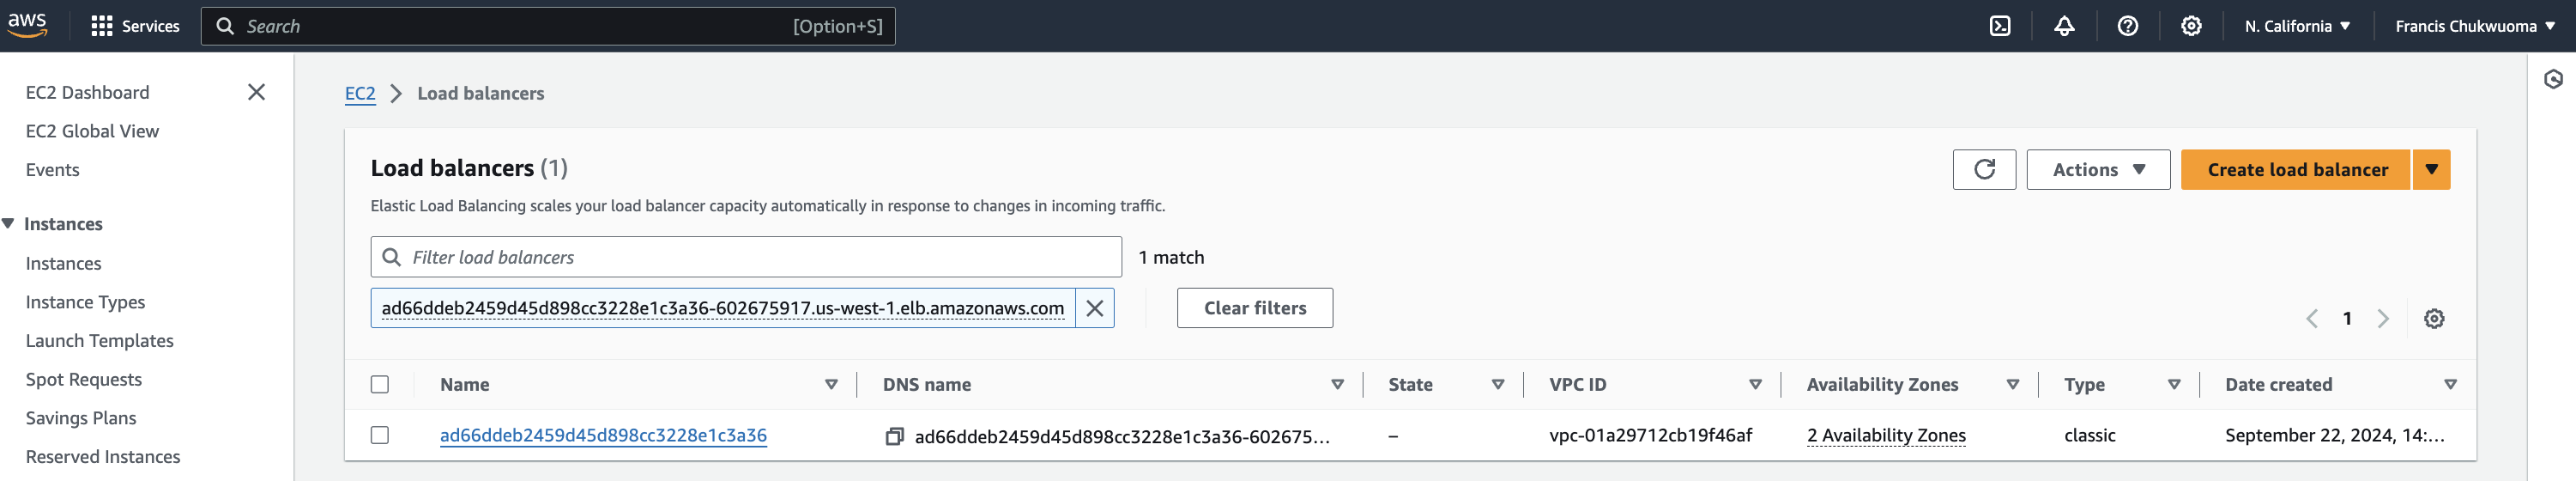 aws Services Search [Option+S] N. California Francis Chukwuoma
EC2 Dashboard
EC2 Global View
Events
Instances
Instances
Instance Types
Launch Templates
Spot Requests
Savings Plans
Reserved Instances
EC2 Load balancers
Load balancers (1)
Actions
Create load balancer
Elastic Load Balancing scales your load balancer capacity automatically in response to changes in incoming traffic.
Filter load balancers
1 match
ad66ddeb2459d45d898cc3228e1c3a36-602675917.us-west-1.elb.amazonaws.com
Clear filters
1
Name DNS name State VPC ID Availability Zones Type Date created
ad66ddeb2459d45d898cc3228e1c3a36 ad66ddeb2459d45d898cc3228e1c3a36-602675... – vpc-01a29712cb19f46af 2 Availability Zones classic September 22, 2024, 14:...